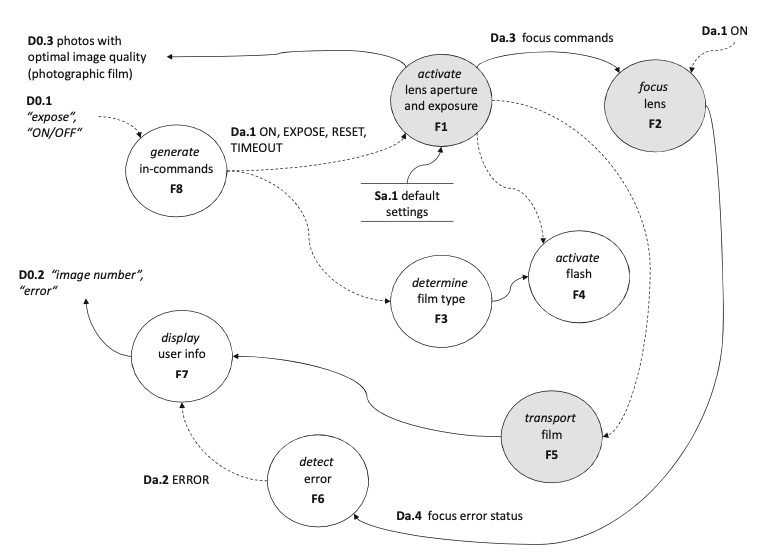 D0.3 photos with
optimal image quality
(photographic film)
Da.3 focus commands
Da.1 ON
activate
lens aperture
and exposure
F1
focus
lens
F2
D0.1
“expose”,
“ON/OFF“
Da.1 ON, EXPOSE, RESET,
TIMEOUT
generate
in-commands
F8
Sa.1 default
settings
activate
flash
F4
determine
film type
F3
D0.2 “image number”,
“error“
display
user info
F7
transport
film
F5
detect
error
F6
Da.2 ERROR
Da.4 focus error status